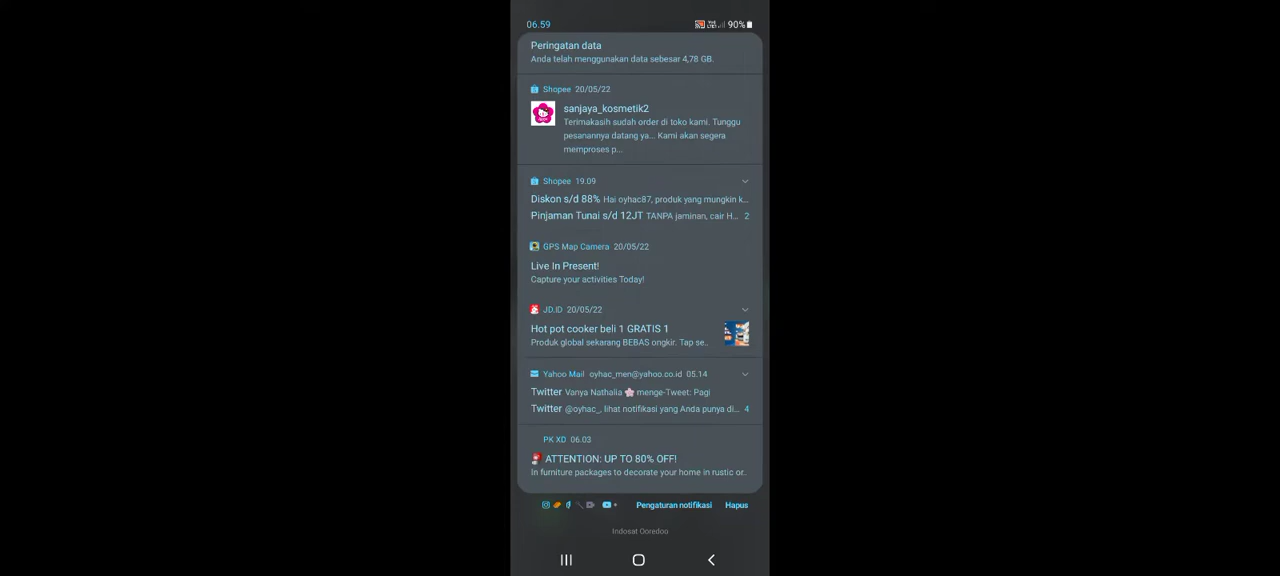 06.59
90%
Peringatan data
Anda telah menggunakan data sebesar 4,78 GB.
Shopee 20/05/22
sanjaya_kosmetik2
Terimakasih sudah order di toko kami. Tunggu
pesanannya datang ya... Kami akan segera
memproses p...
Shopee 19.09
Diskon s/d 88% Hai oyhac87, produk yang mungkin k...
Pinjaman Tunai s/d 12JT TANPA jaminan, cair H... 2
GPS Map Camera 20/05/22
Live In Present!
Capture your activities Today!
JD.ID 20/05/22
Hot pot cooker beli 1 GRATIS 1
Produk global sekarang BEBAS ongkir. Tap se..
Yahoo Mail oyhac_men@yahoo.co.id 05.14
Twitter Vanya Nathalia 🌸 menge-Tweet: Pagi
Twitter @oyhac_, lihat notifikasi yang Anda punya di... 4
PK XD 06.03
ATTENTION: UP TO 80% OFF!
In furniture packages to decorate your home in rustic or..
Pengaturan notifikasi Hapus
Indosat Ooredoo